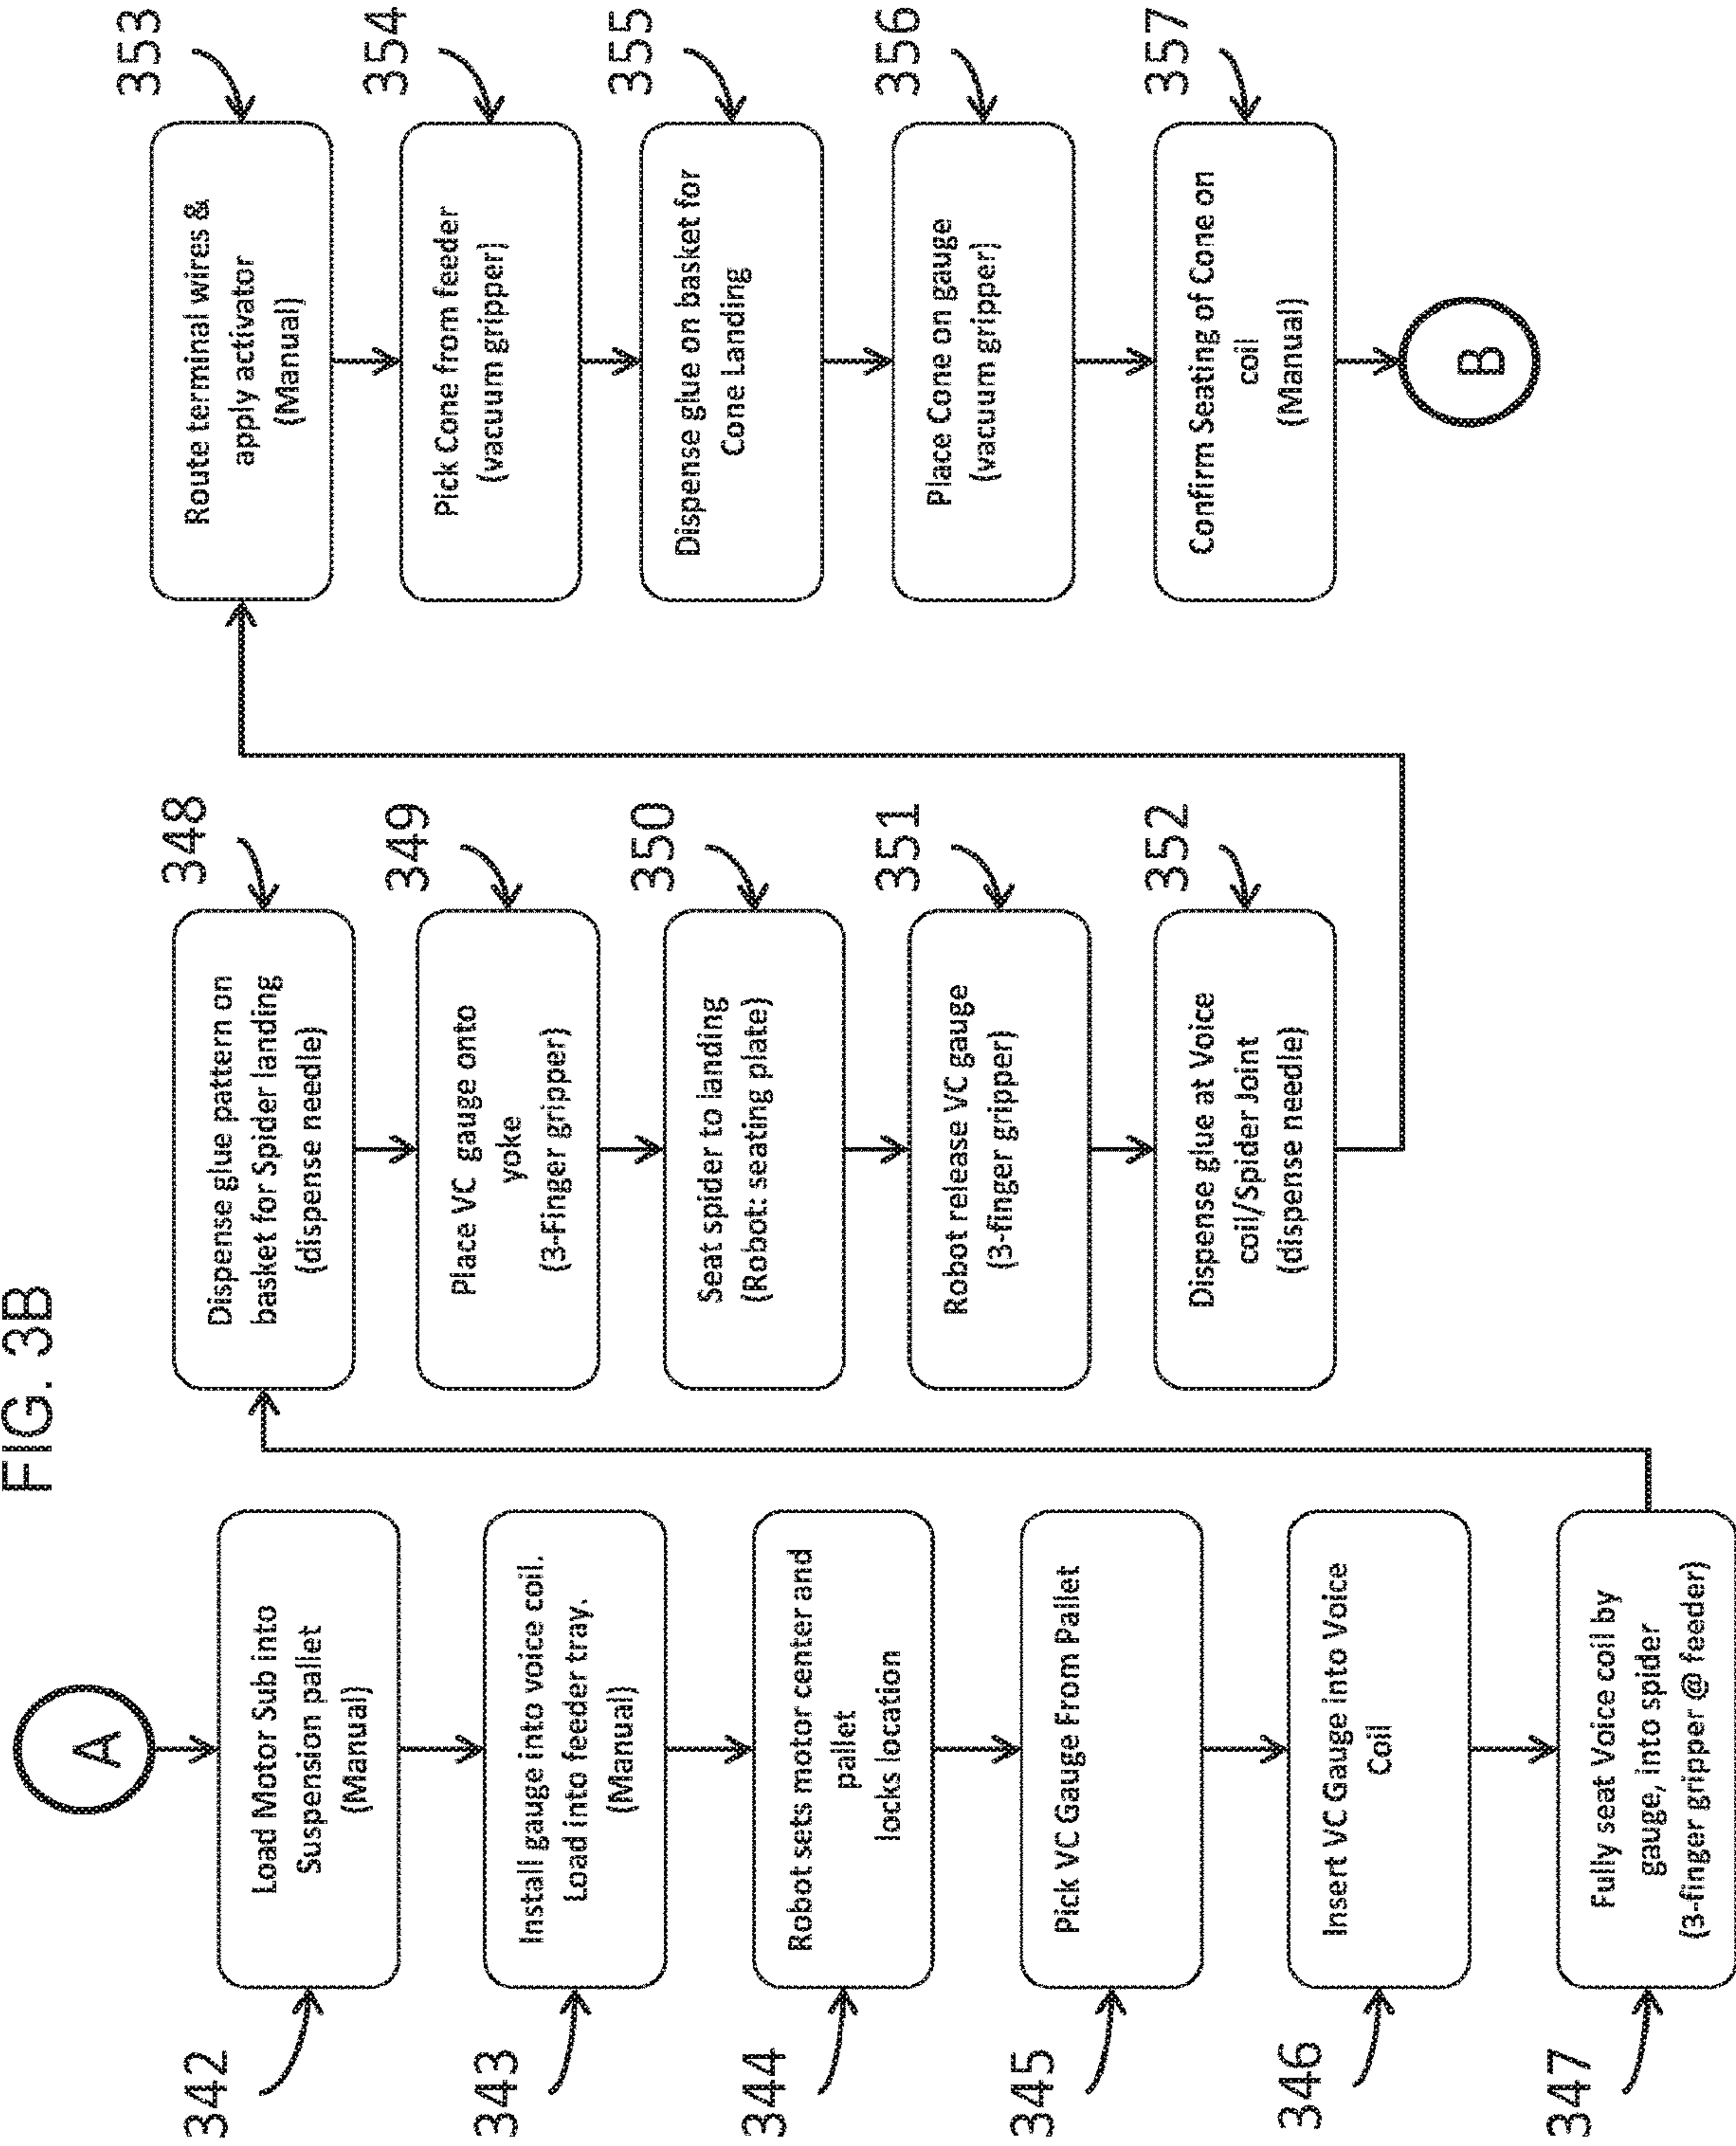 FIG. 3B
A
342
Load Motor Sub into
Suspension pallet
(Manual)
343
Install gauge into voice coil.
Load into feeder tray.
(Manual)
344
Robot sets motor center and
pallet
locks location
345
Pick VC Gauge From Pallet
346
Insert VC Gauge into Voice
Coil
347
Fully seat Voice coil by
gauge, into spider
(3-finger gripper @ feeder)
348
Dispense glue pattern on
basket for Spider landing
(dispense needle)
349
Place VC gauge onto
yoke
(3-Finger gripper)
350
Seat spider to landing
(Robot: seating plate)
351
Robot release VC gauge
(3-finger gripper)
352
Dispense glue at Voice
coil/Spider Joint
(dispense needle)
353
Route terminal wires &
apply activator
(Manual)
354
Pick Cone from feeder
(vacuum gripper)
355
Dispense glue on basket for
Cone Landing
356
Place Cone on gauge
(vacuum gripper)
357
Confirm Seating of Cone on
coil
(Manual)
B